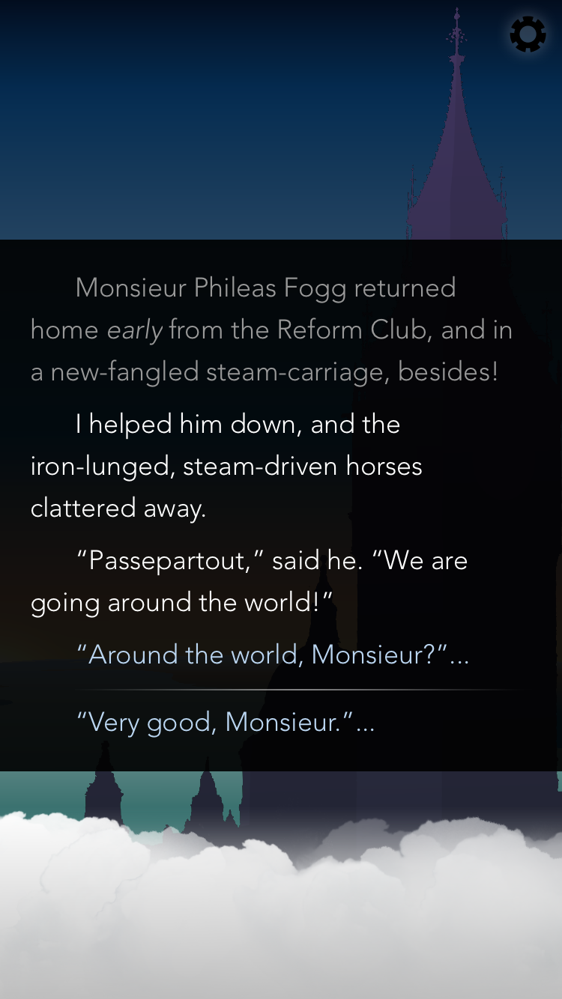 Monsieur Phileas Fogg returned
home early from the Reform Club, and in
a new-fangled steam-carriage, besides!
I helped him down, and the
iron-lunged, steam-driven horses
clattered away.
“Passepartout,” said he. “We are
going around the world!”
“Around the world, Monsieur?”...
“Very good, Monsieur.”...